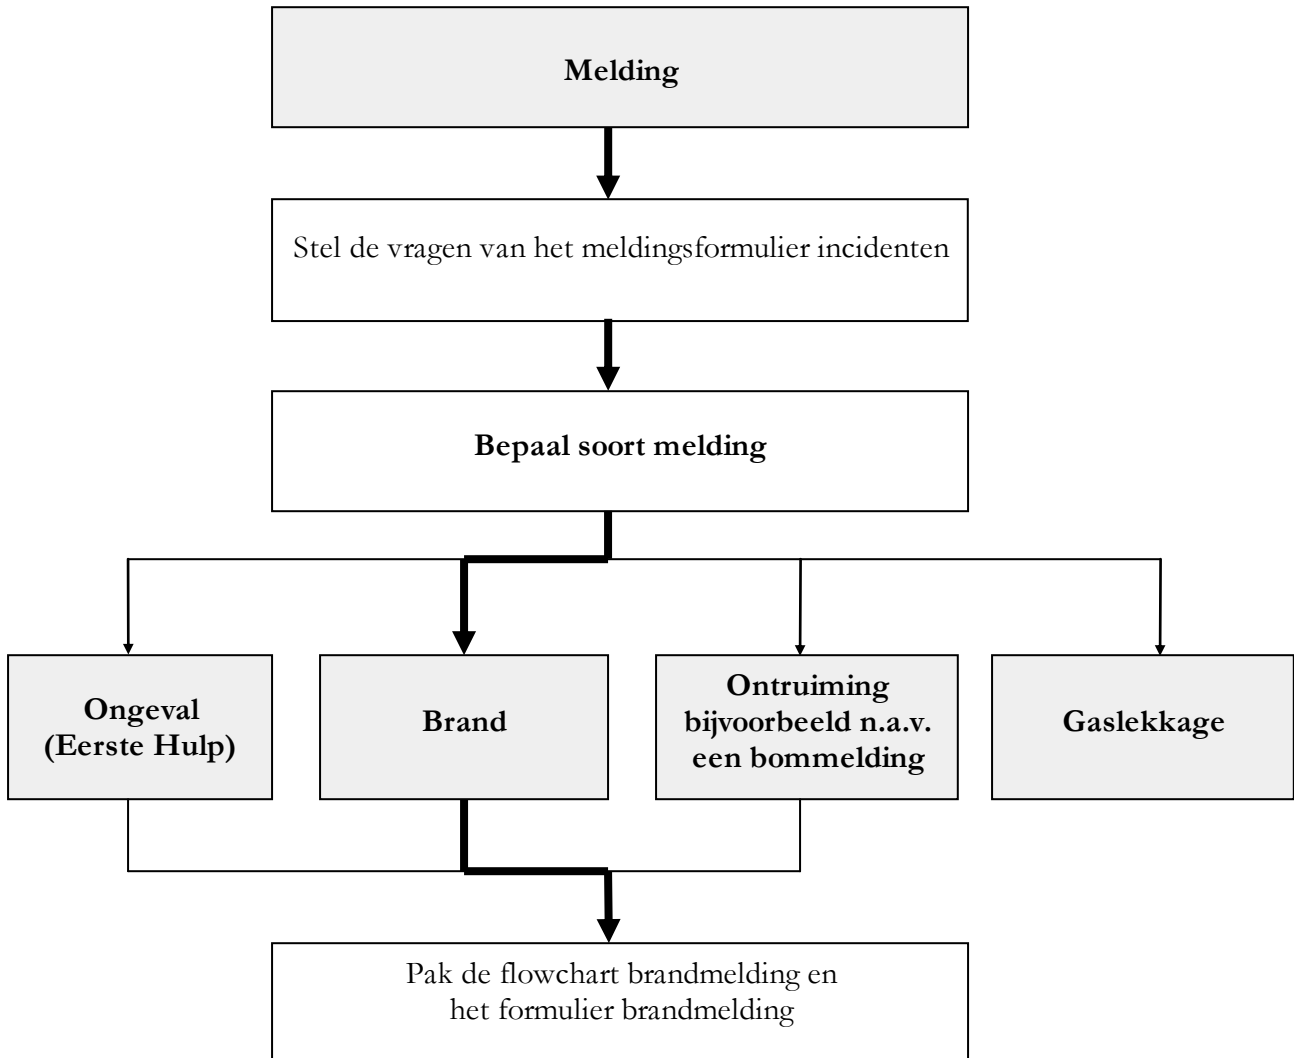 Melding
Stel de vragen van het meldingsformulier incidenten
Bepaal soort melding
Ongeval
(Eerste Hulp)
Brand
Ontruiming
bijvoorbeeld n.a.v.
een bommelding
Gaslekkage
Pak de flowchart brandmelding en
het formulier brandmelding